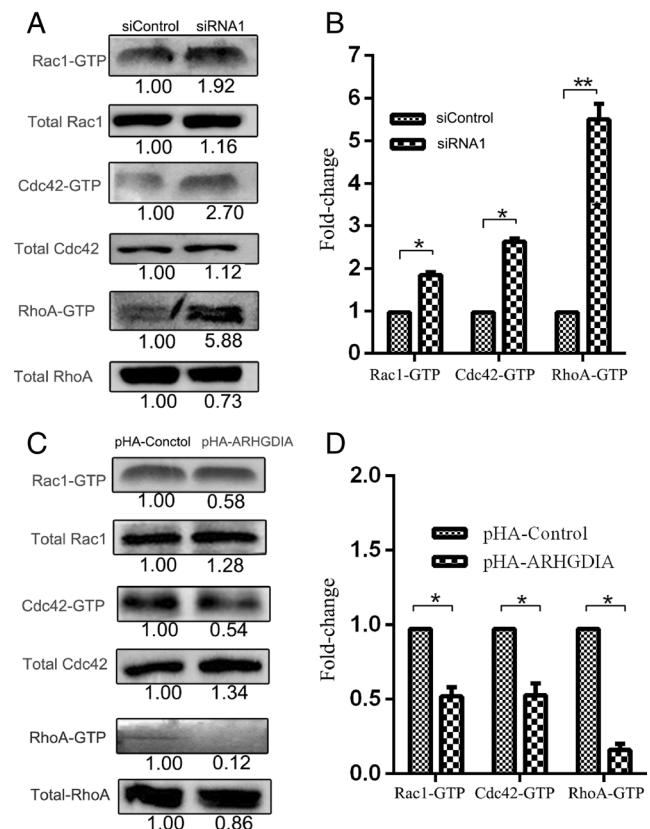 A
siControl siRNA1
Rac1-GTP
1.00 1.92
Total Rac1
1.00 1.16
Cdc42-GTP
1.00 2.70
Total Cdc42
1.00 1.12
RhoA-GTP
1.00 5.88
Total RhoA
1.00 0.73
B
7
6
5
4
3
2
1
0
Fold-change
siControl
siRNA1
*
*
**
Rac1-GTP Cdc42-GTP RhoA-GTP
C
pHA-Conctol pHA-ARHGDIA
Rac1-GTP
1.00 0.58
Total Rac1
1.00 1.28
Cdc42-GTP
1.00 0.54
Total Cdc42
1.00 1.34
RhoA-GTP
1.00 0.12
Total-RhoA
1.00 0.86
D
2.0
1.5
1.0
0.5
0.0
Fold-change
pHA-Control
pHA-ARHGDIA
* * *
Rac1-GTP Cdc42-GTP RhoA-GTP